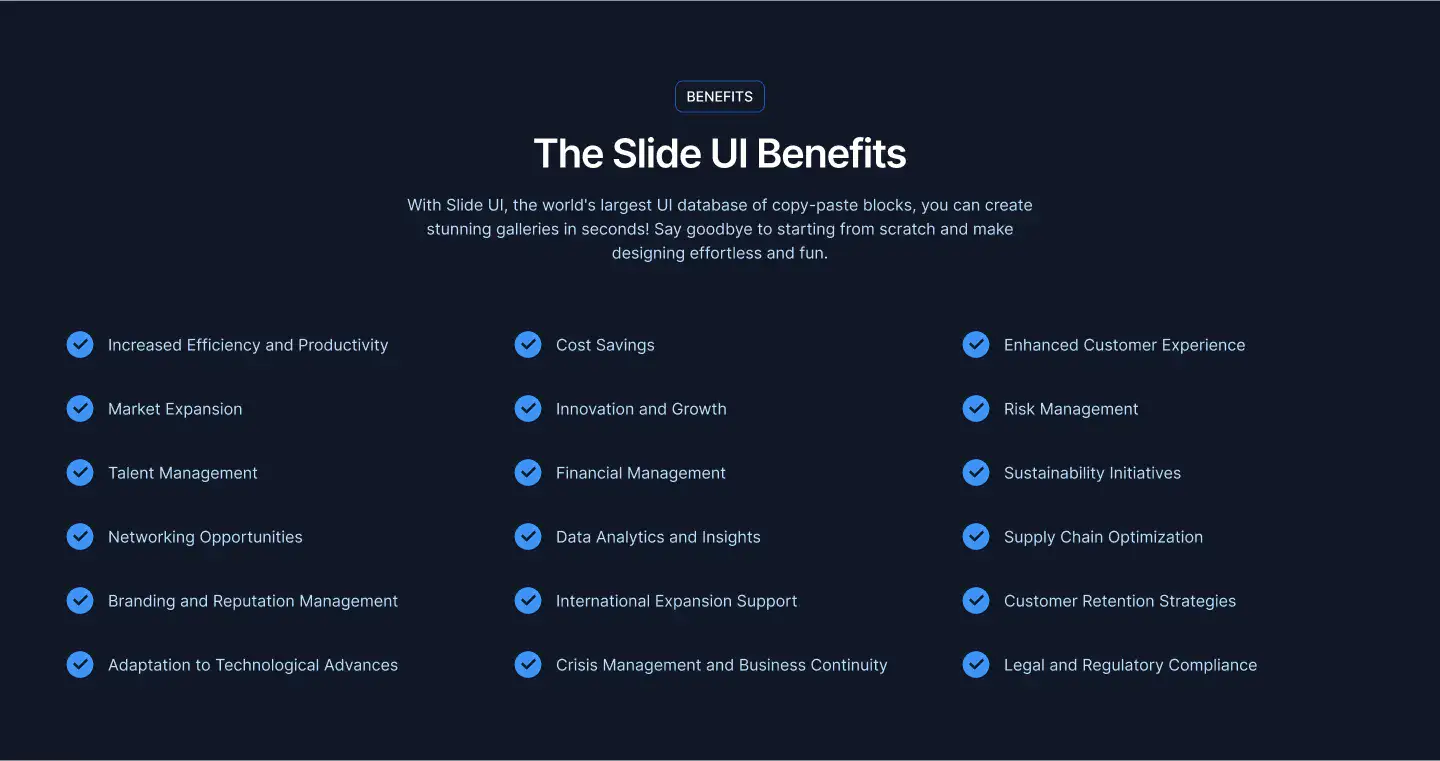 BENEFITS
The Slide UI Benefits
With Slide UI, the world's largest UI database of copy-paste blocks, you can create
stunning galleries in seconds! Say goodbye to starting from scratch and make
designing effortless and fun.
Increased Efficiency and Productivity
Cost Savings
Enhanced Customer Experience
Market Expansion
Innovation and Growth
Risk Management
Talent Management
Financial Management
Sustainability Initiatives
Networking Opportunities
Data Analytics and Insights
Supply Chain Optimization
Branding and Reputation Management
International Expansion Support
Customer Retention Strategies
Adaptation to Technological Advances
Crisis Management and Business Continuity
Legal and Regulatory Compliance